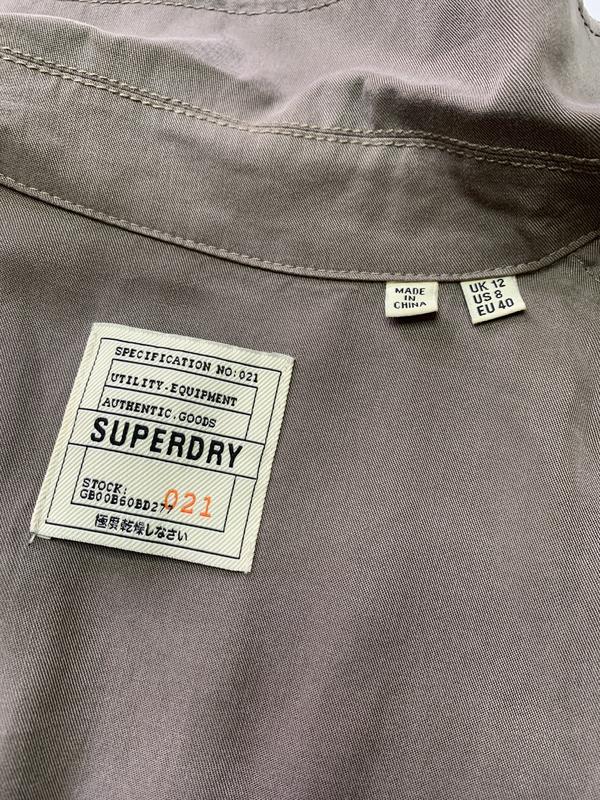 SPECIFICATION NO:021
UTILITY.EQUIPMENT
AUTHENTIC.GOODS
SUPERDRY
STOCK:
GB00B60BD277 021
極度乾燥しなさい
MADE
IN
CHINA
UK 12
US 8
EU 40